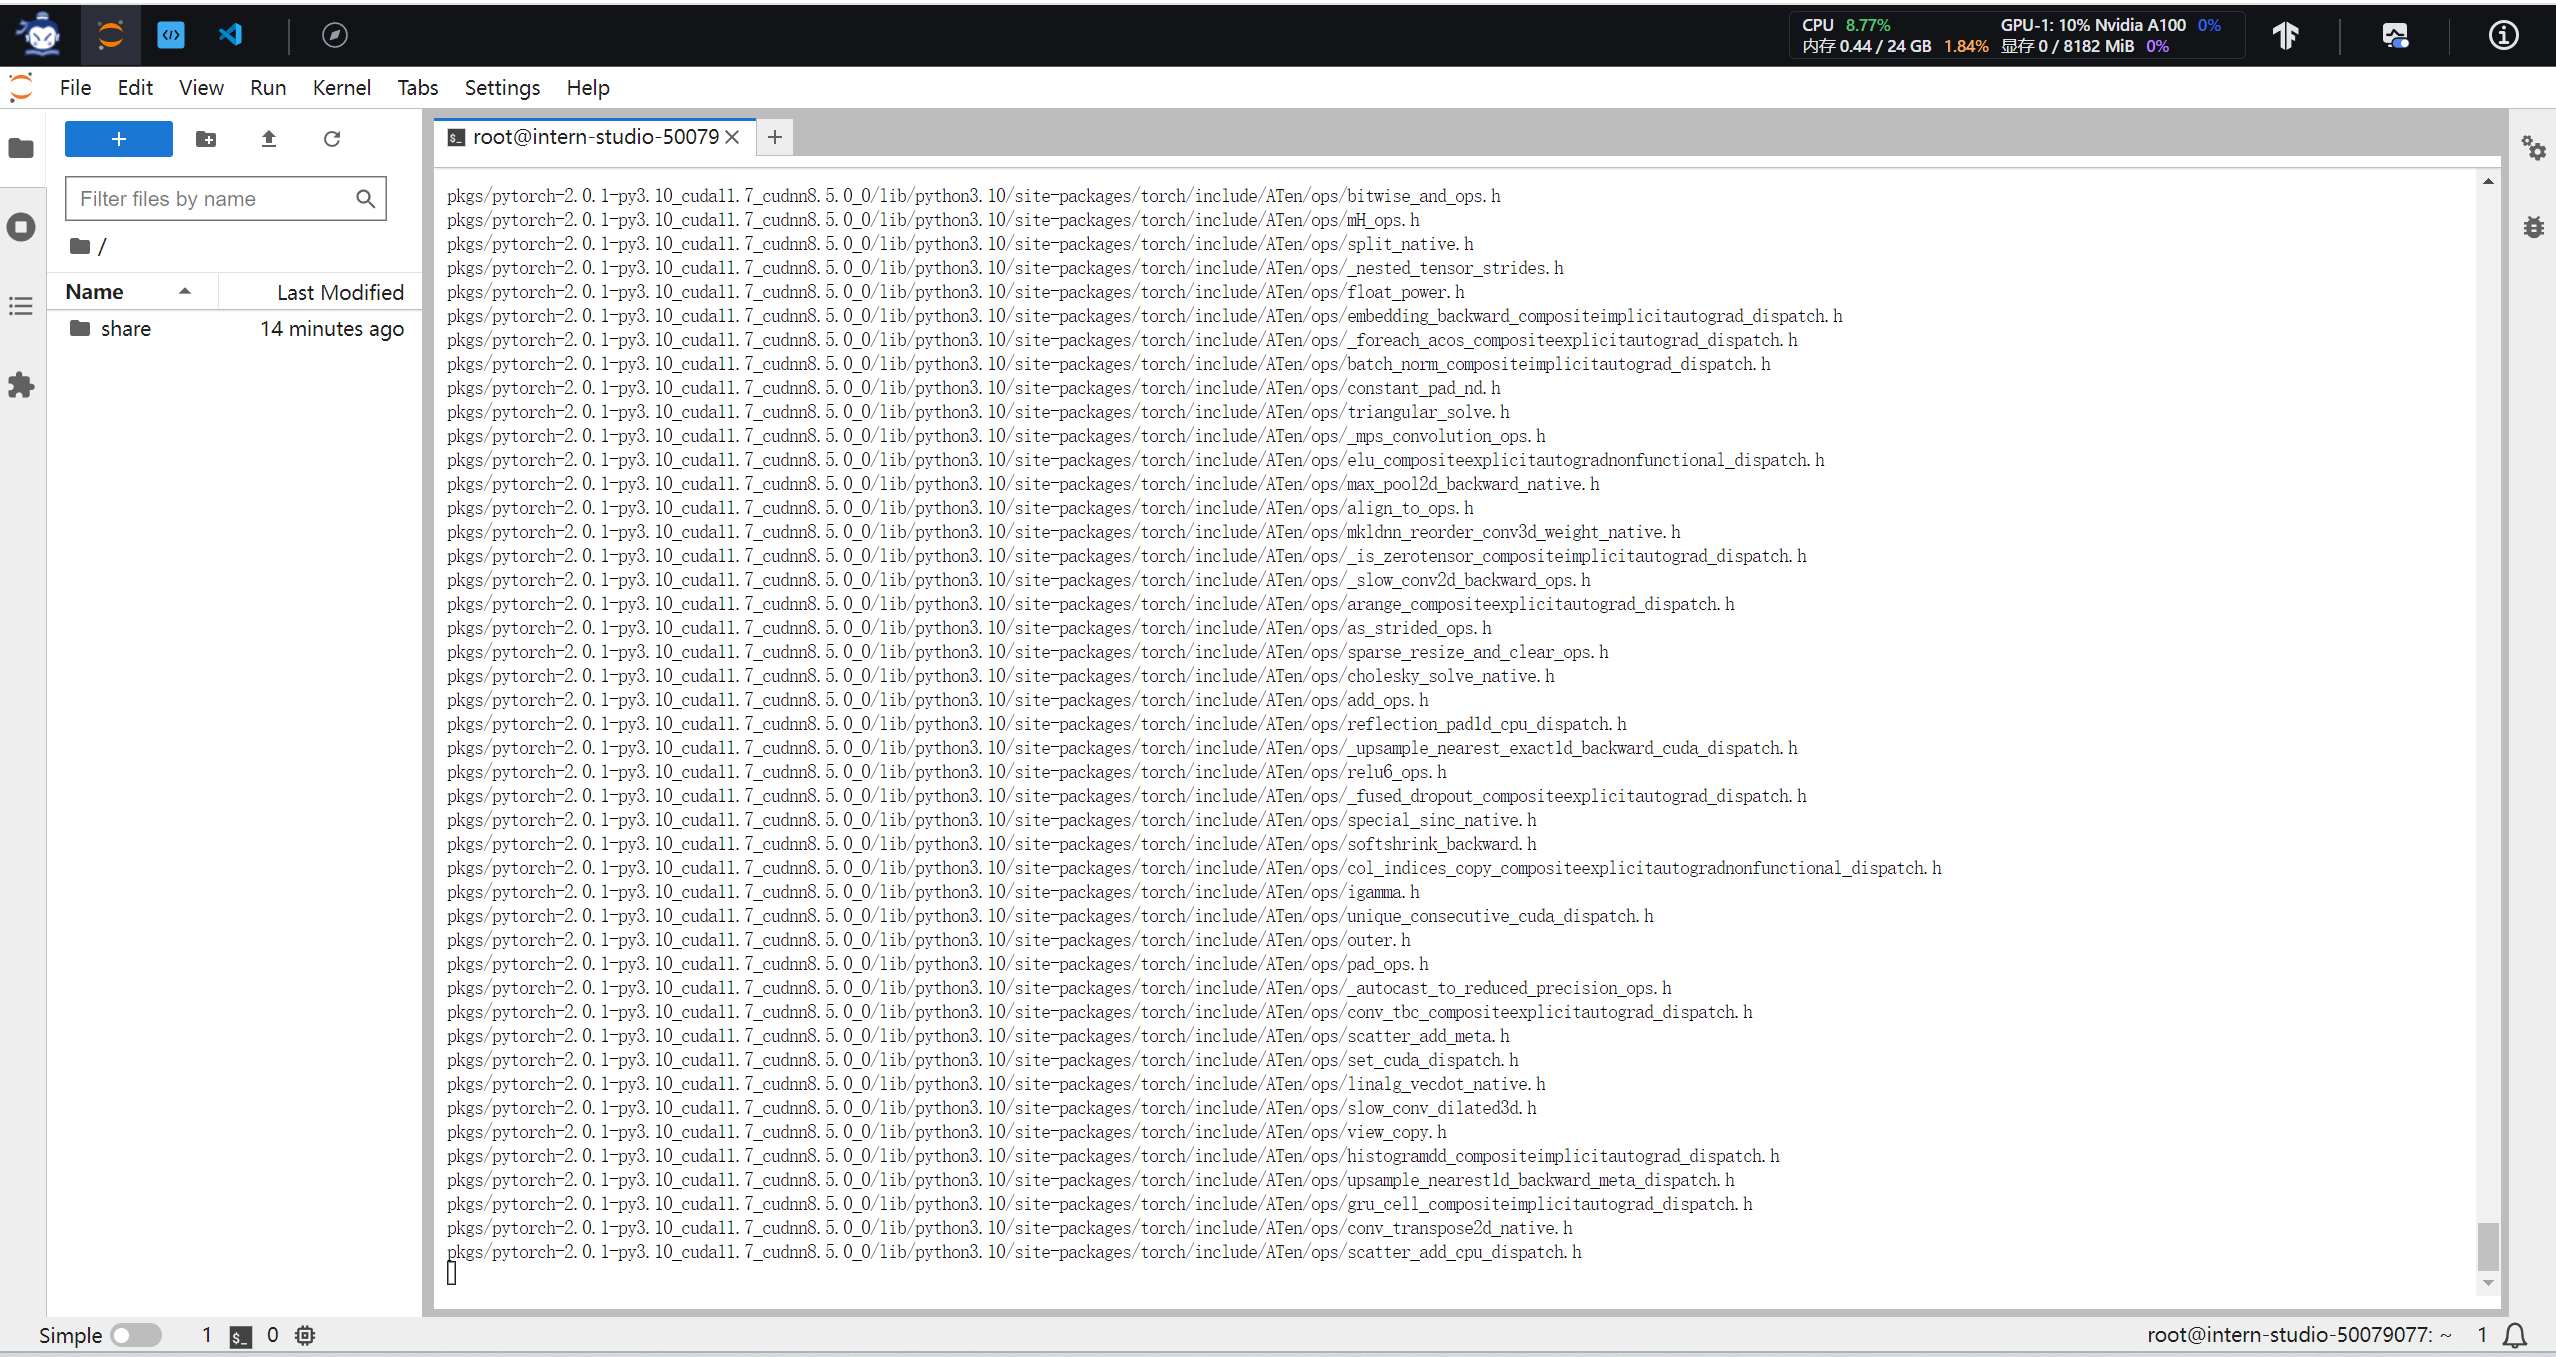 CPU 8.77%
内存 0.44 / 24 GB 1.84%
GPU-1: 10% Nvidia A100 0%
显存 0 / 8182 MiB 0%
File Edit View Run Kernel Tabs Settings Help
+
Filter files by name
/
Name Last Modified
share 14 minutes ago
root@intern-studio-50079
pkgs/pytorch-2.0.1-py3.10_cuda11.7_cudnn8.5.0_0/lib/python3.10/site-packages/torch/include/ATen/ops/bitwise_and_ops.h
pkgs/pytorch-2.0.1-py3.10_cuda11.7_cudnn8.5.0_0/lib/python3.10/site-packages/torch/include/ATen/ops/mH_ops.h
pkgs/pytorch-2.0.1-py3.10_cuda11.7_cudnn8.5.0_0/lib/python3.10/site-packages/torch/include/ATen/ops/split_native.h
pkgs/pytorch-2.0.1-py3.10_cuda11.7_cudnn8.5.0_0/lib/python3.10/site-packages/torch/include/ATen/ops/_nested_tensor_strides.h
pkgs/pytorch-2.0.1-py3.10_cuda11.7_cudnn8.5.0_0/lib/python3.10/site-packages/torch/include/ATen/ops/float_power.h
pkgs/pytorch-2.0.1-py3.10_cuda11.7_cudnn8.5.0_0/lib/python3.10/site-packages/torch/include/ATen/ops/embedding_backward_compositeimplicitautograd_dispatch.h
pkgs/pytorch-2.0.1-py3.10_cuda11.7_cudnn8.5.0_0/lib/python3.10/site-packages/torch/include/ATen/ops/_foreach_acos_compositeexplicitautograd_dispatch.h
pkgs/pytorch-2.0.1-py3.10_cuda11.7_cudnn8.5.0_0/lib/python3.10/site-packages/torch/include/ATen/ops/batch_norm_compositeimplicitautograd_dispatch.h
pkgs/pytorch-2.0.1-py3.10_cuda11.7_cudnn8.5.0_0/lib/python3.10/site-packages/torch/include/ATen/ops/constant_pad_nd.h
pkgs/pytorch-2.0.1-py3.10_cuda11.7_cudnn8.5.0_0/lib/python3.10/site-packages/torch/include/ATen/ops/triangular_solve.h
pkgs/pytorch-2.0.1-py3.10_cuda11.7_cudnn8.5.0_0/lib/python3.10/site-packages/torch/include/ATen/ops/_mps_convolution_ops.h
pkgs/pytorch-2.0.1-py3.10_cuda11.7_cudnn8.5.0_0/lib/python3.10/site-packages/torch/include/ATen/ops/elu_compositeexplicitautogradnonfunctional_dispatch.h
pkgs/pytorch-2.0.1-py3.10_cuda11.7_cudnn8.5.0_0/lib/python3.10/site-packages/torch/include/ATen/ops/max_pool2d_backward_native.h
pkgs/pytorch-2.0.1-py3.10_cuda11.7_cudnn8.5.0_0/lib/python3.10/site-packages/torch/include/ATen/ops/align_to_ops.h
pkgs/pytorch-2.0.1-py3.10_cuda11.7_cudnn8.5.0_0/lib/python3.10/site-packages/torch/include/ATen/ops/mkldnn_reorder_conv3d_weight_native.h
pkgs/pytorch-2.0.1-py3.10_cuda11.7_cudnn8.5.0_0/lib/python3.10/site-packages/torch/include/ATen/ops/_is_zerotensor_compositeimplicitautograd_dispatch.h
pkgs/pytorch-2.0.1-py3.10_cuda11.7_cudnn8.5.0_0/lib/python3.10/site-packages/torch/include/ATen/ops/_slow_conv2d_backward_ops.h
pkgs/pytorch-2.0.1-py3.10_cuda11.7_cudnn8.5.0_0/lib/python3.10/site-packages/torch/include/ATen/ops/arange_compositeexplicitautograd_dispatch.h
pkgs/pytorch-2.0.1-py3.10_cuda11.7_cudnn8.5.0_0/lib/python3.10/site-packages/torch/include/ATen/ops/as_strided_ops.h
pkgs/pytorch-2.0.1-py3.10_cuda11.7_cudnn8.5.0_0/lib/python3.10/site-packages/torch/include/ATen/ops/sparse_resize_and_clear_ops.h
pkgs/pytorch-2.0.1-py3.10_cuda11.7_cudnn8.5.0_0/lib/python3.10/site-packages/torch/include/ATen/ops/cholesky_solve_native.h
pkgs/pytorch-2.0.1-py3.10_cuda11.7_cudnn8.5.0_0/lib/python3.10/site-packages/torch/include/ATen/ops/add_ops.h
pkgs/pytorch-2.0.1-py3.10_cuda11.7_cudnn8.5.0_0/lib/python3.10/site-packages/torch/include/ATen/ops/reflection_pad1d_cpu_dispatch.h
pkgs/pytorch-2.0.1-py3.10_cuda11.7_cudnn8.5.0_0/lib/python3.10/site-packages/torch/include/ATen/ops/_upsample_nearest_exact1d_backward_cuda_dispatch.h
pkgs/pytorch-2.0.1-py3.10_cuda11.7_cudnn8.5.0_0/lib/python3.10/site-packages/torch/include/ATen/ops/relu6_ops.h
pkgs/pytorch-2.0.1-py3.10_cuda11.7_cudnn8.5.0_0/lib/python3.10/site-packages/torch/include/ATen/ops/_fused_dropout_compositeexplicitautograd_dispatch.h
pkgs/pytorch-2.0.1-py3.10_cuda11.7_cudnn8.5.0_0/lib/python3.10/site-packages/torch/include/ATen/ops/special_sinc_native.h
pkgs/pytorch-2.0.1-py3.10_cuda11.7_cudnn8.5.0_0/lib/python3.10/site-packages/torch/include/ATen/ops/softshrink_backward.h
pkgs/pytorch-2.0.1-py3.10_cuda11.7_cudnn8.5.0_0/lib/python3.10/site-packages/torch/include/ATen/ops/col_indices_copy_compositeexplicitautogradnonfunctional_dispatch.h
pkgs/pytorch-2.0.1-py3.10_cuda11.7_cudnn8.5.0_0/lib/python3.10/site-packages/torch/include/ATen/ops/igamma.h
pkgs/pytorch-2.0.1-py3.10_cuda11.7_cudnn8.5.0_0/lib/python3.10/site-packages/torch/include/ATen/ops/unique_consecutive_cuda_dispatch.h
pkgs/pytorch-2.0.1-py3.10_cuda11.7_cudnn8.5.0_0/lib/python3.10/site-packages/torch/include/ATen/ops/outer.h
pkgs/pytorch-2.0.1-py3.10_cuda11.7_cudnn8.5.0_0/lib/python3.10/site-packages/torch/include/ATen/ops/pad_ops.h
pkgs/pytorch-2.0.1-py3.10_cuda11.7_cudnn8.5.0_0/lib/python3.10/site-packages/torch/include/ATen/ops/_autocast_to_reduced_precision_ops.h
pkgs/pytorch-2.0.1-py3.10_cuda11.7_cudnn8.5.0_0/lib/python3.10/site-packages/torch/include/ATen/ops/conv_tbc_compositeexplicitautograd_dispatch.h
pkgs/pytorch-2.0.1-py3.10_cuda11.7_cudnn8.5.0_0/lib/python3.10/site-packages/torch/include/ATen/ops/scatter_add_meta.h
pkgs/pytorch-2.0.1-py3.10_cuda11.7_cudnn8.5.0_0/lib/python3.10/site-packages/torch/include/ATen/ops/set_cuda_dispatch.h
pkgs/pytorch-2.0.1-py3.10_cuda11.7_cudnn8.5.0_0/lib/python3.10/site-packages/torch/include/ATen/ops/linalg_vecdot_native.h
pkgs/pytorch-2.0.1-py3.10_cuda11.7_cudnn8.5.0_0/lib/python3.10/site-packages/torch/include/ATen/ops/slow_conv_dilated3d.h
pkgs/pytorch-2.0.1-py3.10_cuda11.7_cudnn8.5.0_0/lib/python3.10/site-packages/torch/include/ATen/ops/view_copy.h
pkgs/pytorch-2.0.1-py3.10_cuda11.7_cudnn8.5.0_0/lib/python3.10/site-packages/torch/include/ATen/ops/histogramdd_compositeimplicitautograd_dispatch.h
pkgs/pytorch-2.0.1-py3.10_cuda11.7_cudnn8.5.0_0/lib/python3.10/site-packages/torch/include/ATen/ops/upsample_nearest1d_backward_meta_dispatch.h
pkgs/pytorch-2.0.1-py3.10_cuda11.7_cudnn8.5.0_0/lib/python3.10/site-packages/torch/include/ATen/ops/gru_cell_compositeimplicitautograd_dispatch.h
pkgs/pytorch-2.0.1-py3.10_cuda11.7_cudnn8.5.0_0/lib/python3.10/site-packages/torch/include/ATen/ops/conv_transpose2d_native.h
pkgs/pytorch-2.0.1-py3.10_cuda11.7_cudnn8.5.0_0/lib/python3.10/site-packages/torch/include/ATen/ops/scatter_add_cpu_dispatch.h
Simple 1 0 root@intern-studio-50079077: ~ 1